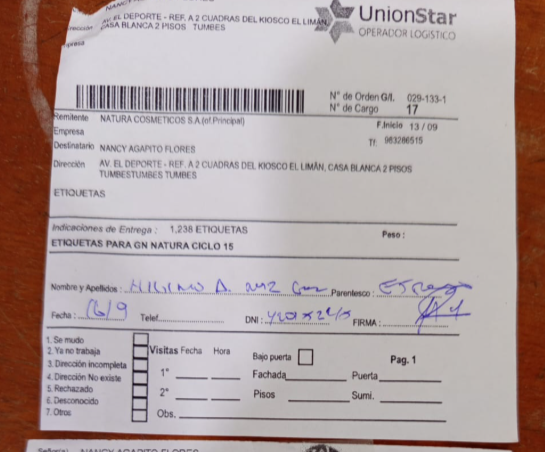 AV. EL DEPORTE - REF. A 2 CUADRAS DEL KIOSCO EL LIMÁN,
CASA BLANCA 2 PISOS TUMBES
UnionStar
OPERADOR LOGISTICO
N° de Orden G/I. 029-133-1
N° de Cargo 17
Remitente NATURA COSMETICOS S.A.(of.Principal)
F.Inicio 13 / 09
Empresa
Tf. 983286515
Destinatario NANCY AGAPITO FLORES
Dirección AV. EL DEPORTE - REF. A 2 CUADRAS DEL KIOSCO EL LIMÁN, CASA BLANCA 2 PISOS
TUMBESTUMBES TUMBES
ETIQUETAS
Indicaciones de Entrega : 1,238 ETIQUETAS
Peso :
ETIQUETAS PARA GN NATURA CICLO 15
Nombre y Apellidos : Parentesco :
Fecha : 16/9 Telef. DNI : FIRMA :
1. Se mudo
2. Ya no trabaja
3. Dirección incompleta
4. Dirección No existe
5. Rechazado
6. Desconocido
7. Otros
Visitas Fecha Hora
1°
2°
Obs.
Bajo puerta
Pag. 1
Fachada Puerta
Pisos Sumi.
NANCY AGAPITO FLORES